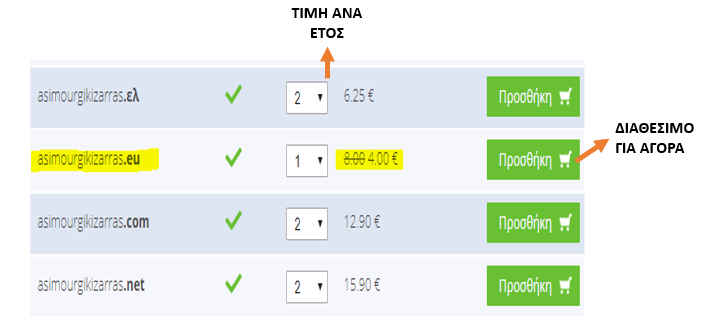 ΤΙΜΗ ΑΝΑ
ΕΤΟΣ
asimourgikizarras.ελ 2 6.25 € Προσθήκη
asimourgikizarras.eu 1 8.00 4.00 € Προσθήκη
ΔΙΑΘΕΣΙΜΟ
ΓΙΑ ΑΓΟΡΑ
asimourgikizarras.com 2 12.90 € Προσθήκη
asimourgikizarras.net 2 15.90 € Προσθήκη